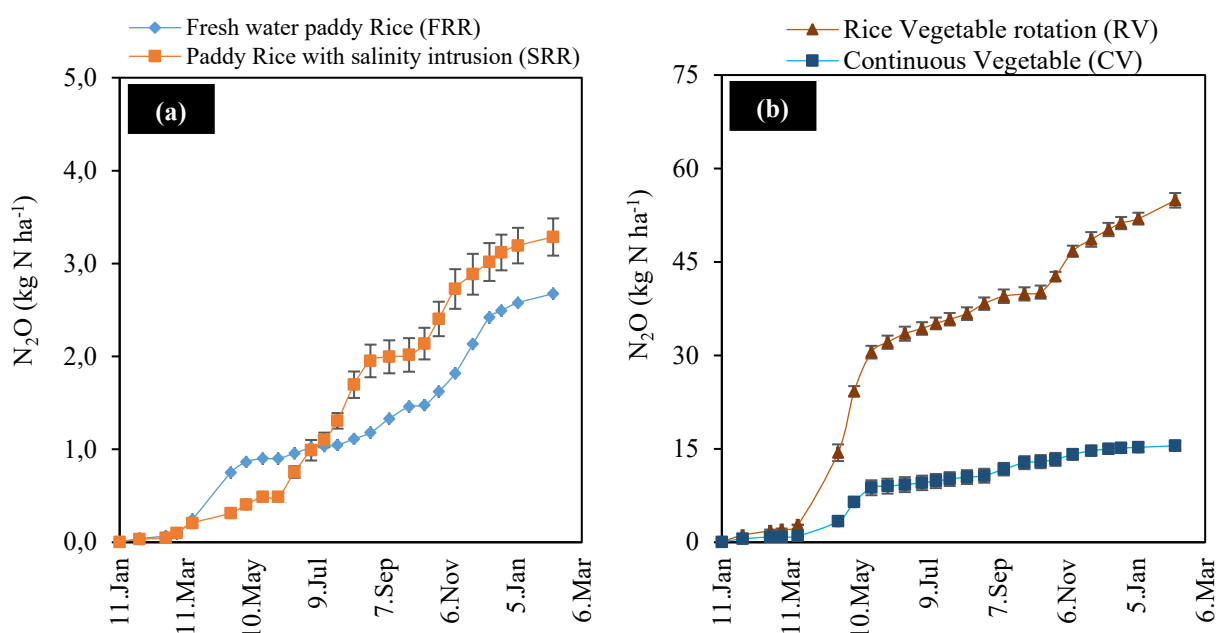 Fresh water paddy Rice (FRR)
Paddy Rice with salinity intrusion (SRR)
5,0
4,0
3,0
2,0
1,0
0,0
N₂O (kg N ha⁻¹)
(a)
11.Jan
11.Mar
10.May
9.Jul
7.Sep
6.Nov
5.Jan
6.Mar
Rice Vegetable rotation (RV)
Continuous Vegetable (CV)
75
60
45
30
15
0
N₂O (kg N ha⁻¹)
(b)
11.Jan
11.Mar
10.May
9.Jul
7.Sep
6.Nov
5.Jan
6.Mar